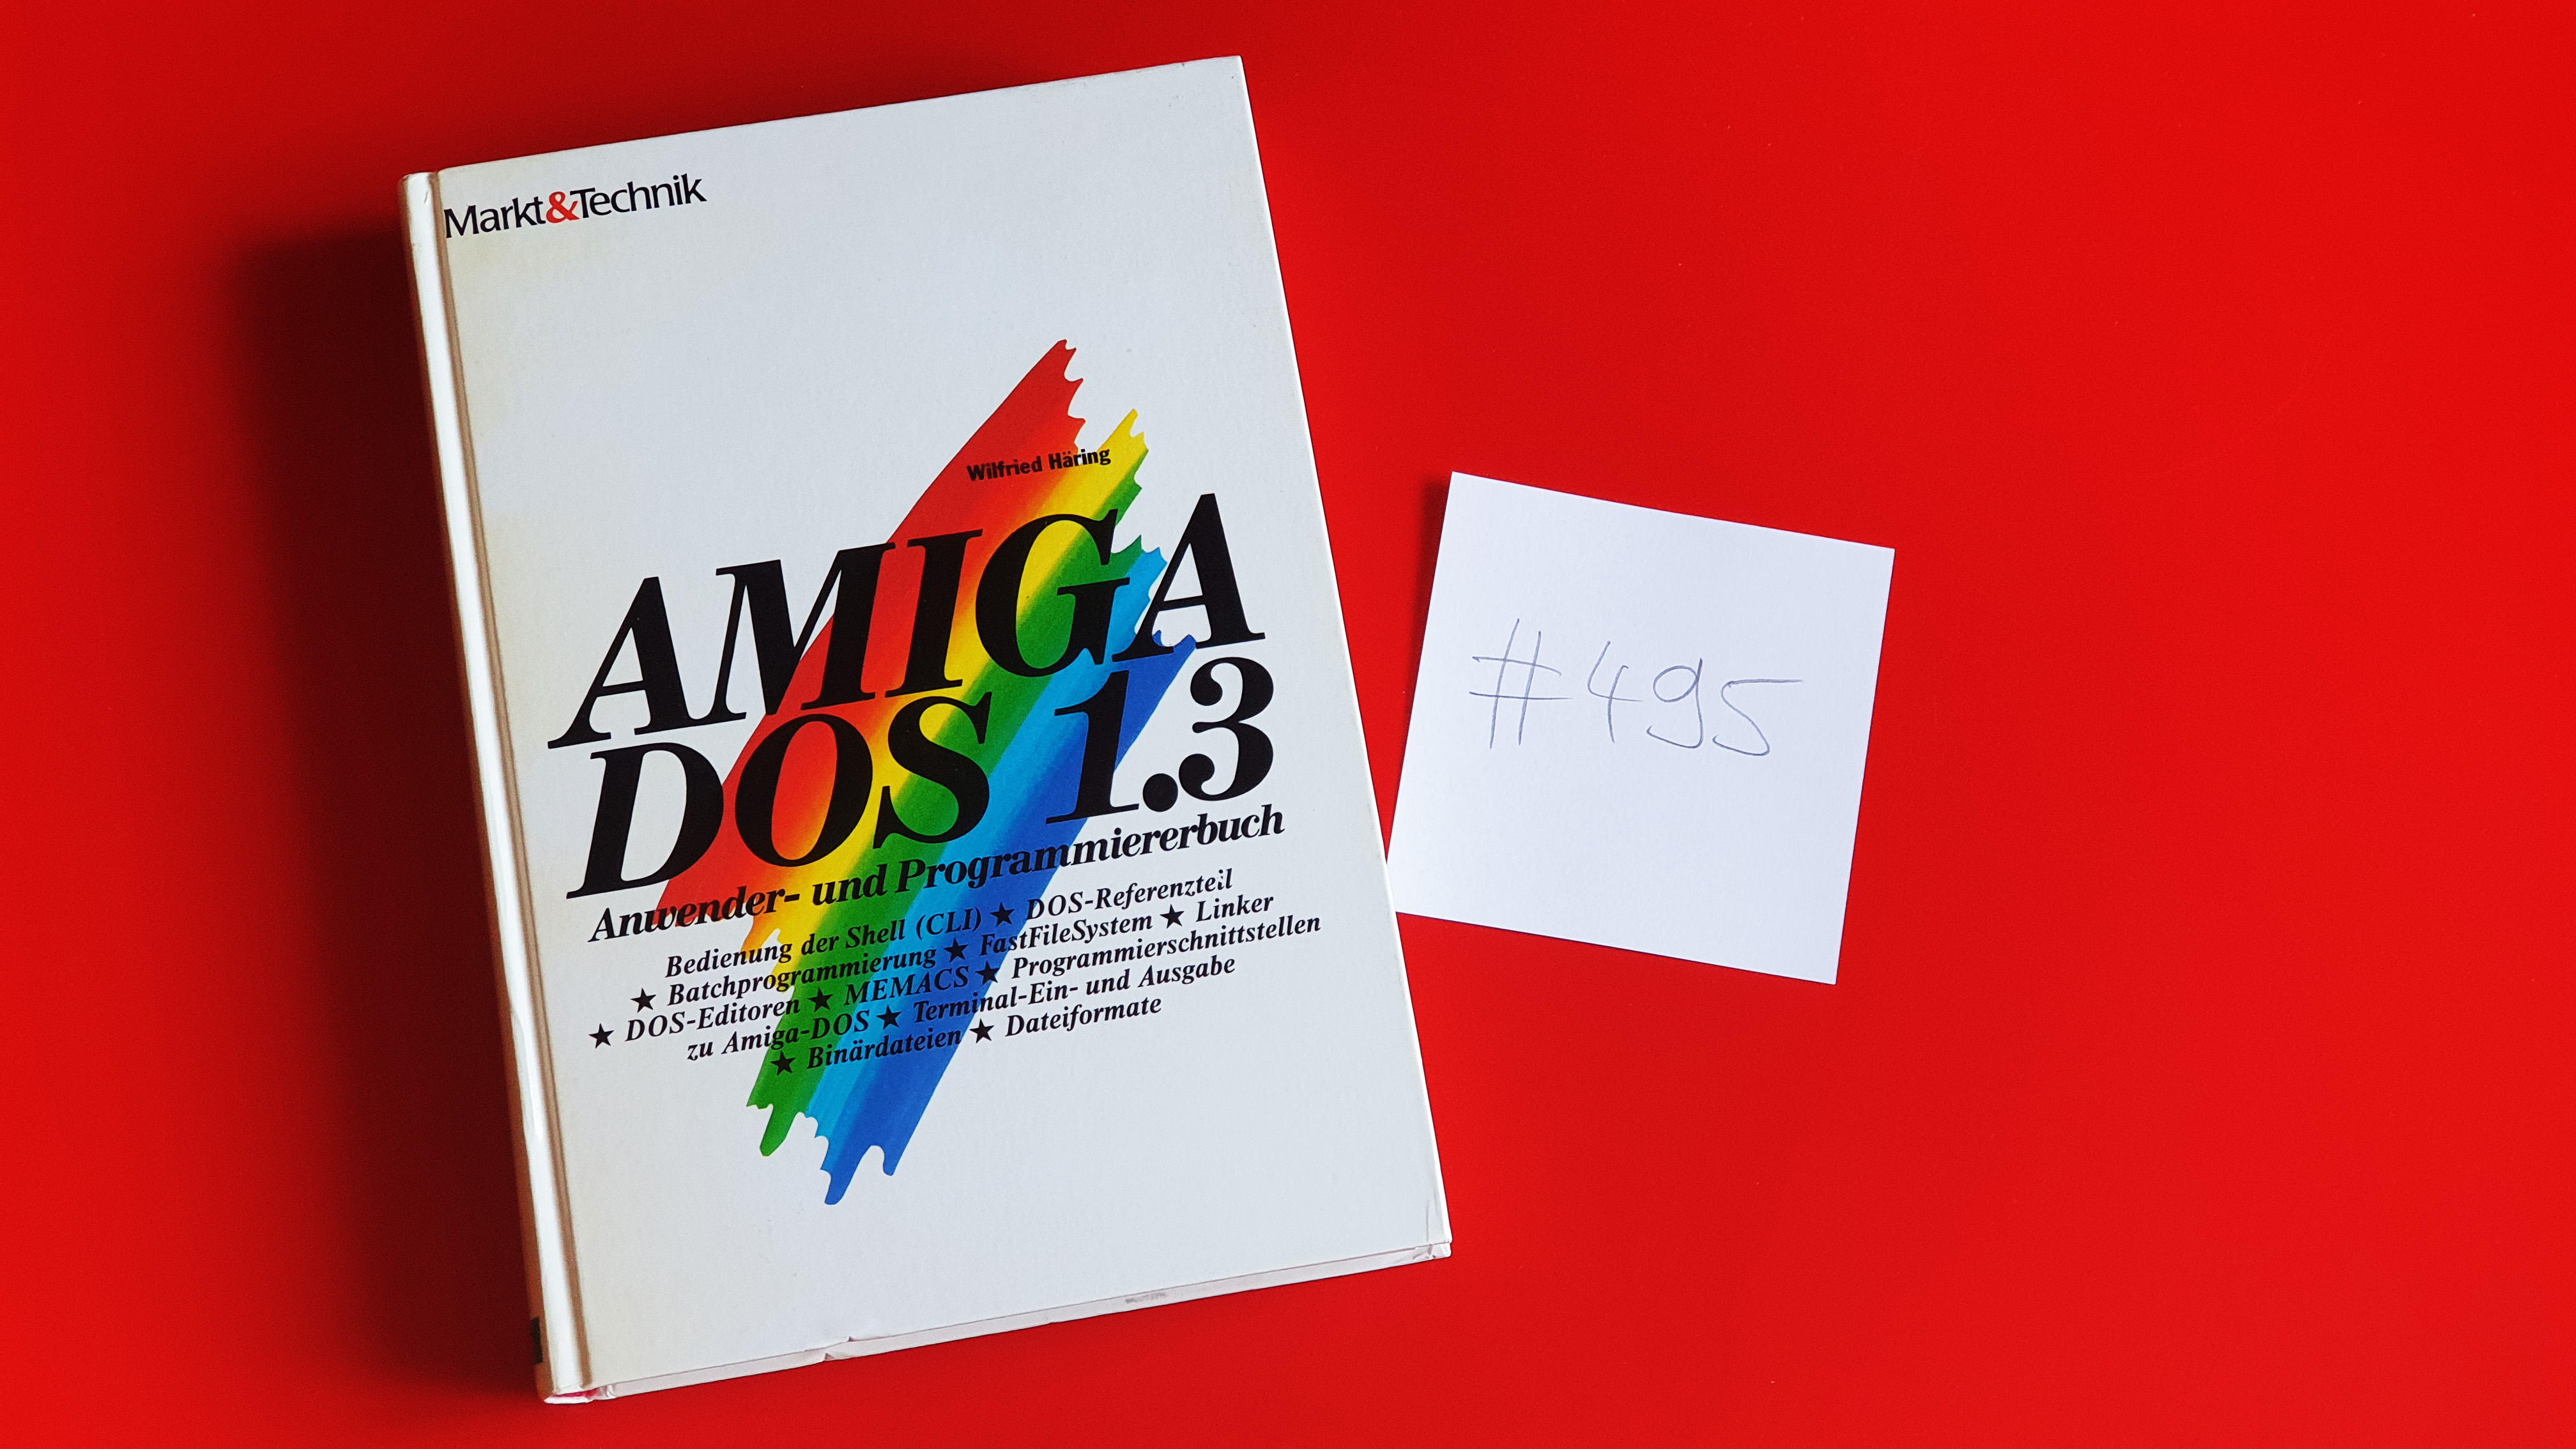 Markt&Technik
Wilfried Häring
AMIGA
DOS 1.3
Anwender- und Programmiererbuch
Bedienung der Shell (CLI) ★ DOS-Referenzteil
★ Batchprogrammierung ★ FastFileSystem ★ Linker
★ DOS-Editoren ★ MEMACS ★ Programmierschnittstellen
zu Amiga-DOS ★ Terminal-Ein- und Ausgabe
★ Binärdateien ★ Dateiformate
#495